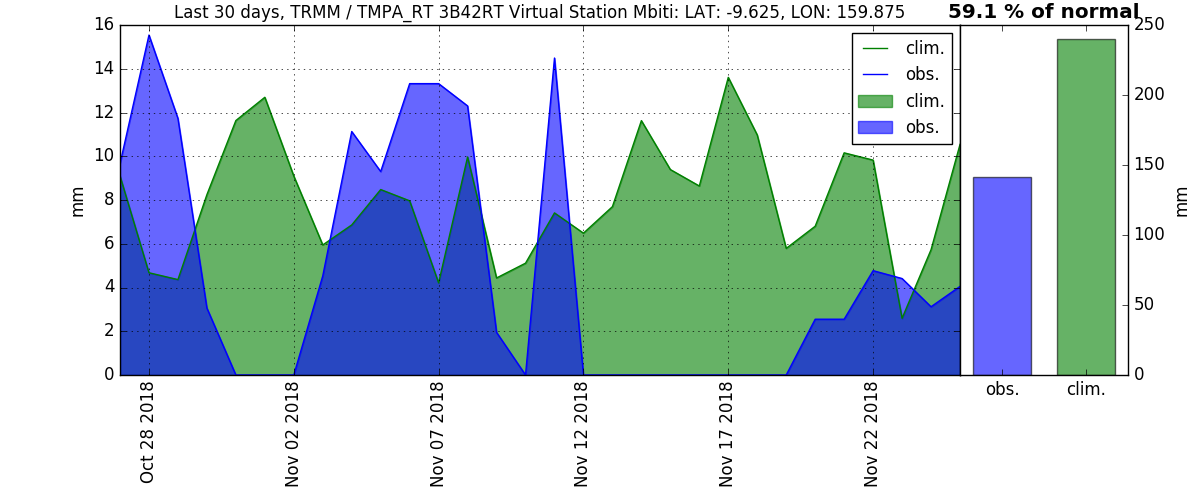 Last 30 days, TRMM / TMPA_RT 3B42RT Virtual Station Mbiti: LAT: -9.625, LON: 159.875
59.1 % of normal
16
14
12
10
8
6
4
2
0
mm
clim.
obs.
clim.
obs.
Oct 28 2018
Nov 02 2018
Nov 07 2018
Nov 12 2018
Nov 17 2018
Nov 22 2018
250
200
150
100
50
0
mm
obs.
clim.